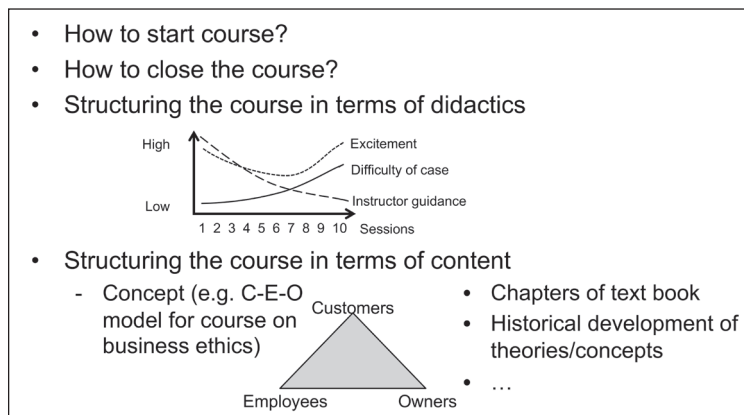 • How to start course?
• How to close the course?
• Structuring the course in terms of didactics
High
Excitement
Difficulty of case
Instructor guidance
Low
1 2 3 4 5 6 7 8 9 10 Sessions
• Structuring the course in terms of content
- Concept (e.g. C-E-O
model for course on
business ethics)
Customers
Employees
Owners
• Chapters of text book
• Historical development of
theories/concepts
• ...